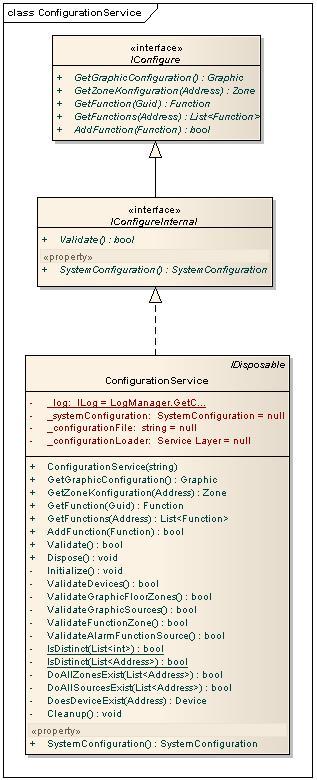 class ConfigurationService
«interface»
IConfigure
+ GetGraphicConfiguration() : Graphic
+ GetZoneKonfiguration(Address) : Zone
+ GetFunction(Guid) : Function
+ GetFunctions(Address) : List<Function>
+ AddFunction(Function) : bool
«interface»
IConfigureInternal
+ Validate() : bool
«property»
+ SystemConfiguration() : SystemConfiguration
IDisposable
ConfigurationService
- _log: ILog = LogManager.GetC...
- _systemConfiguration: SystemConfiguration = null
- _configurationFile: string = null
- _configurationLoader: Service Layer = null
+ ConfigurationService(string)
+ GetGraphicConfiguration() : Graphic
+ GetZoneKonfiguration(Address) : Zone
+ GetFunction(Guid) : Function
+ GetFunctions(Address) : List<Function>
+ AddFunction(Function) : bool
+ Validate() : bool
+ Dispose() : void
- Initialize() : void
- ValidateDevices() : bool
- ValidateGraphicFloorZones() : bool
- ValidateGraphicSources() : bool
- ValidateFunctionZone() : bool
- ValidateAlarmFunctionSource() : bool
- IsDistinct(List<int>) : bool
- IsDistinct(List<Address>) : bool
- DoAllZonesExist(List<Address>) : bool
- DoAllSourcesExist(List<Address>) : bool
- DoesDeviceExist(Address) : Device
- Cleanup() : void
«property»
+ SystemConfiguration() : SystemConfiguration